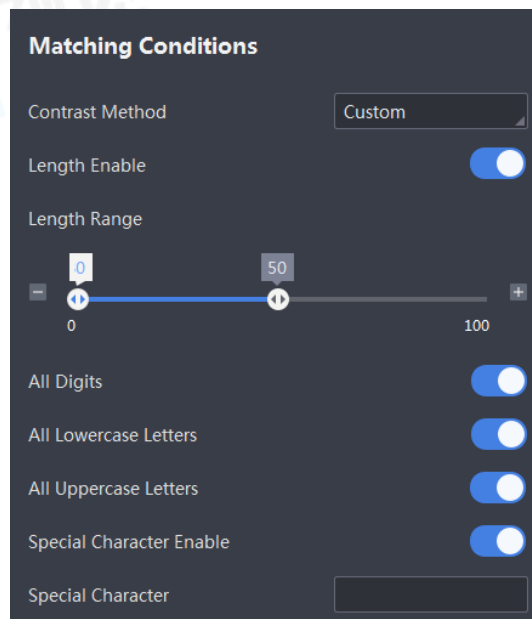 Matching Conditions
Contrast Method Custom
Length Enable
Length Range
0 50
0 100
All Digits
All Lowercase Letters
All Uppercase Letters
Special Character Enable
Special Character